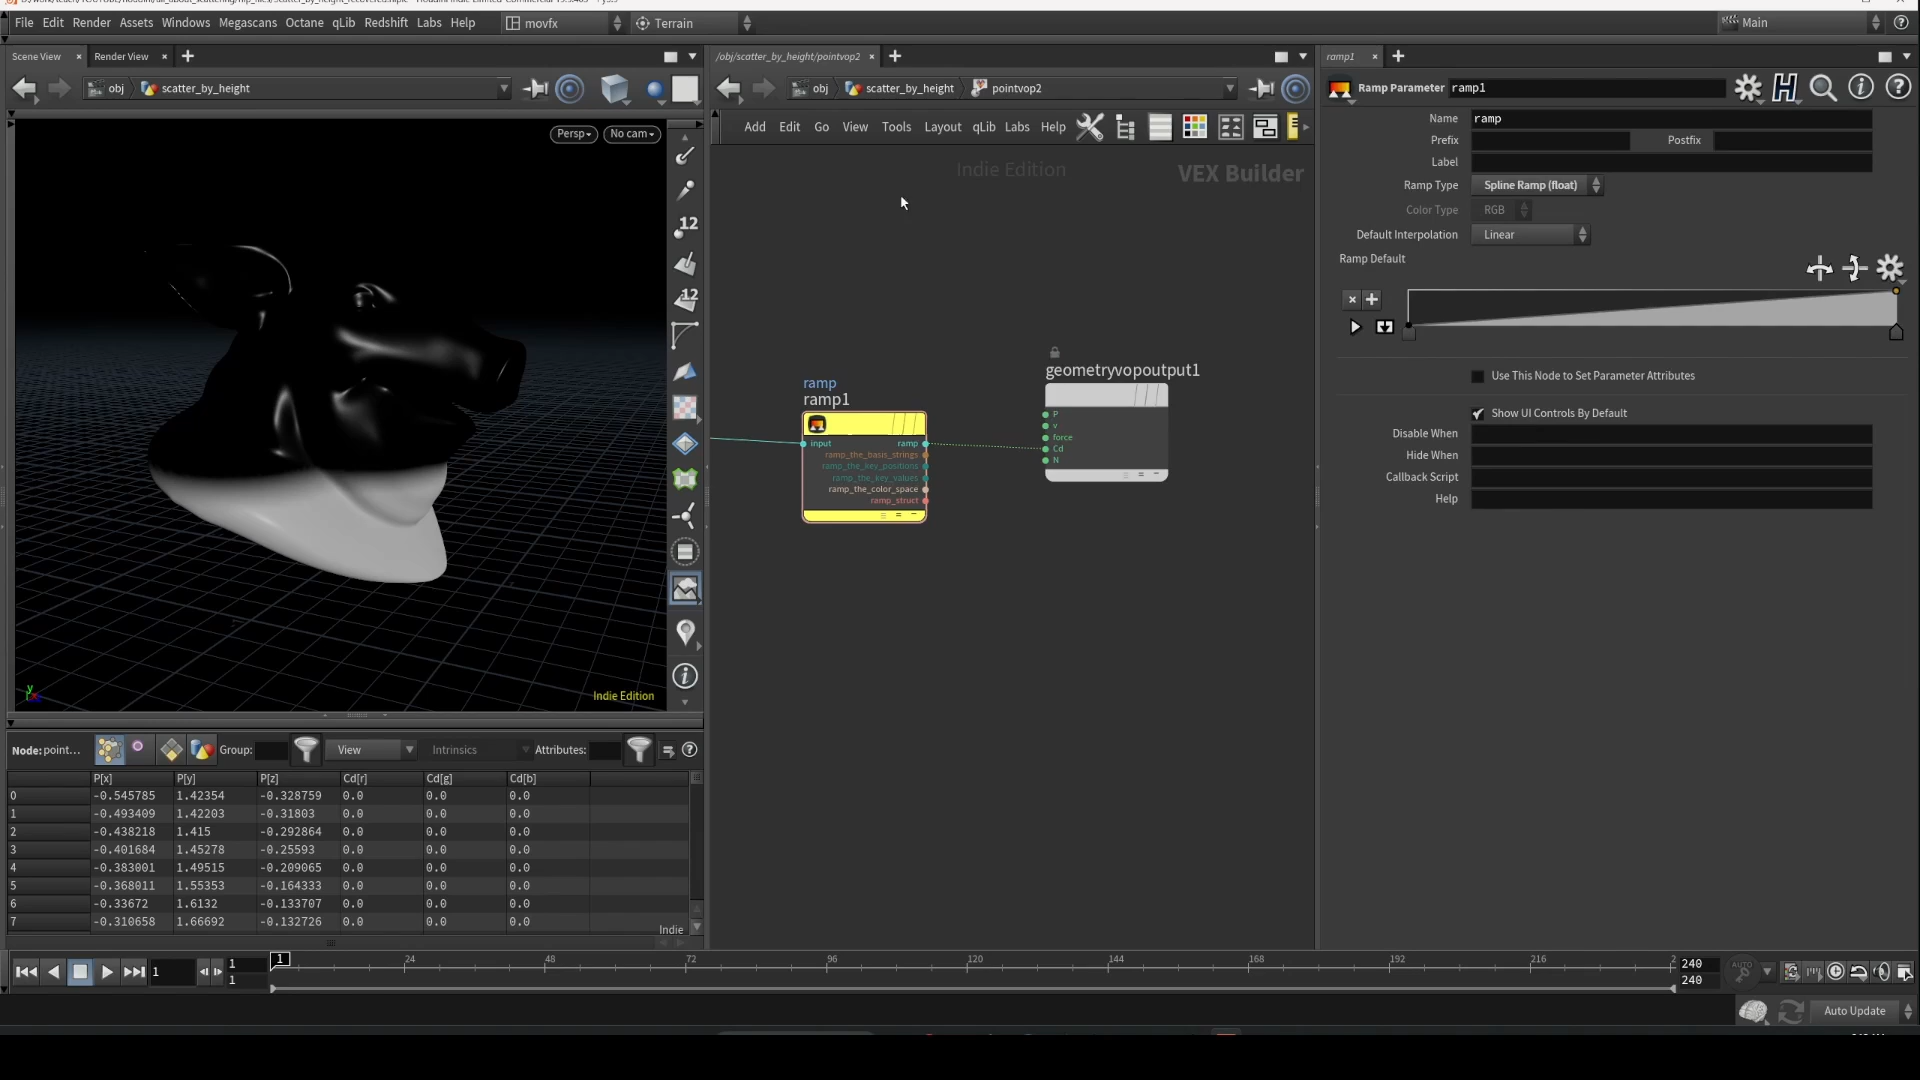 File Edit Render Assets Windows Megascans Octane qLib Redshift Labs Help movfx Terrain Main
Scene View Render View
obj scatter_by_height
Persp No cam
12
12
Indie Edition
y
/obj/scatter_by_height/pointvop2
obj scatter_by_height pointvop2
Add Edit Go View Tools Layout qLib Labs Help
Indie Edition VEX Builder
ramp
ramp1
input ramp
ramp_the_basis_strings
ramp_the_key_positions
ramp_the_key_values
ramp_the_color_space
ramp_struct
geometryvopoutput1
P
v
force
Cd
N
ramp1
Ramp Parameter ramp1
Name ramp
Prefix Postfix
Label
Ramp Type Spline Ramp (float)
Color Type RGB
Default Interpolation Linear
Ramp Default
Use This Node to Set Parameter Attributes
Show UI Controls By Default
Disable When
Hide When
Callback Script
Help
Node: point... Group: View Intrinsics Attributes:
P[x] P[y] P[z] Cd[r] Cd[g] Cd[b]
0 -0.545785 1.42354 -0.328759 0.0 0.0 0.0
1 -0.493409 1.42203 -0.31803 0.0 0.0 0.0
2 -0.438218 1.415 -0.292864 0.0 0.0 0.0
3 -0.401684 1.45278 -0.25593 0.0 0.0 0.0
4 -0.383001 1.49515 -0.209065 0.0 0.0 0.0
5 -0.368011 1.55353 -0.164333 0.0 0.0 0.0
6 -0.33672 1.6132 -0.133707 0.0 0.0 0.0
7 -0.310658 1.66692 -0.132726 0.0 0.0 0.0
Indie
1 1 1 24 48 72 96 120 144 168 192 216 2 240
1 240
AUTO
Auto Update